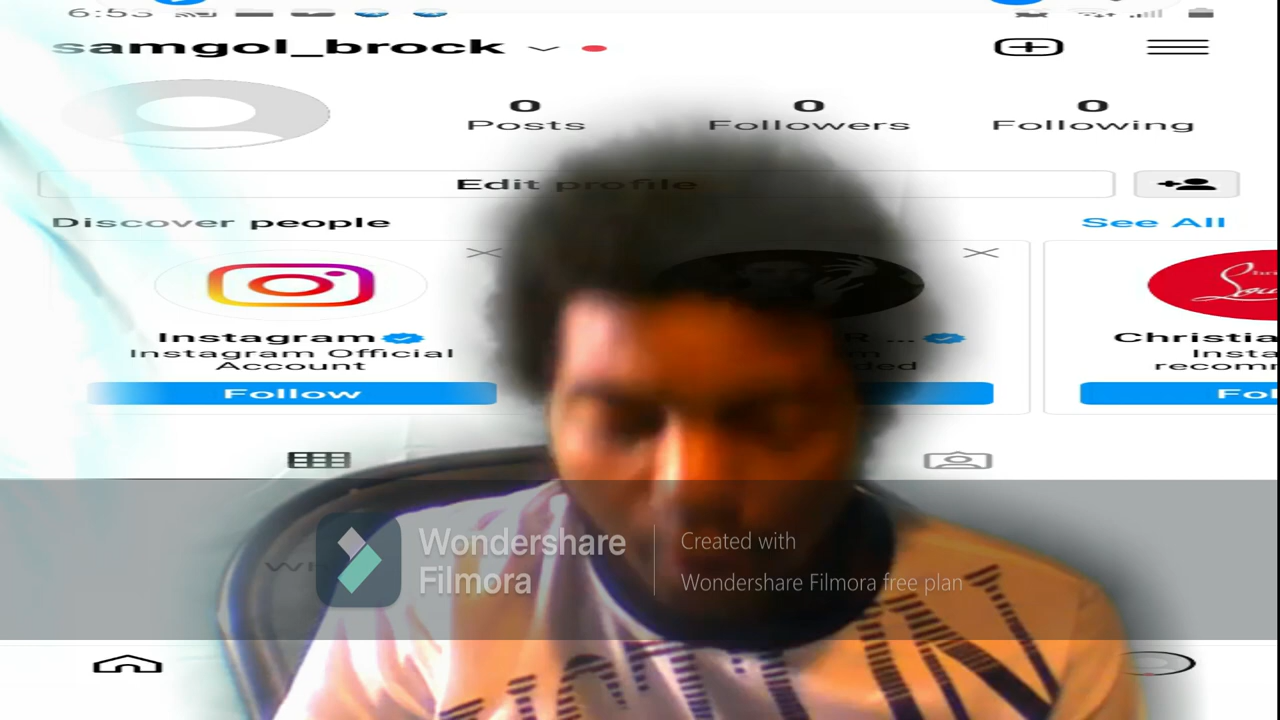 6:53
samgol_brock
0 0 0
Posts Followers Following
Edit profile
Discover people See All
Instagram
Instagram Official
Account
Follow
R ...
Christia
Insta
recomm
Fol
Wondershare
Filmora
Created with
Wondershare Filmora free plan